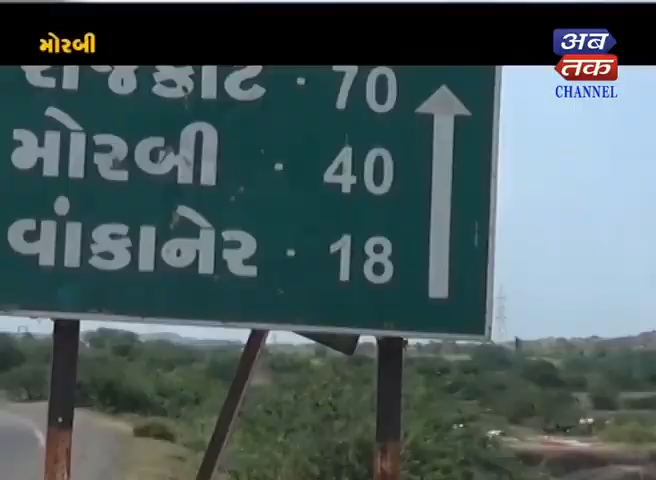 મોરબી
અબ
તક
CHANNEL
રાજકોટ · 70
મોરબી · 40
વાંકાનેર · 18